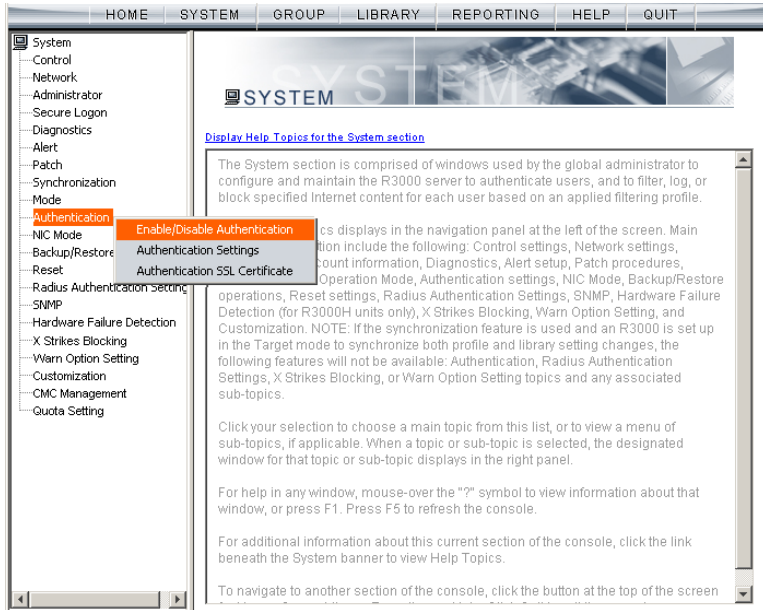 HOME SYSTEM GROUP LIBRARY REPORTING HELP QUIT
System
Control
Network
Administrator
Secure Logon
Diagnostics
Alert
Patch
Synchronization
Mode
Authentication
NIC Mode
Backup/Restore
Reset
Radius Authentication Setting
SNMP
Hardware Failure Detection
X Strikes Blocking
Warn Option Setting
Customization
CMC Management
Quota Setting
Enable/Disable Authentication
Authentication Settings
Authentication SSL Certificate
SYSTEM
SYSTEM
Display Help Topics for the System section
The System section is comprised of windows used by the global administrator to
configure and maintain the R3000 server to authenticate users, and to filter, log, or
block specified Internet content for each user based on an applied filtering profile.
cs displays in the navigation panel at the left of the screen. Main
tion include the following: Control settings, Network settings,
count information, Diagnostics, Alert setup, Patch procedures,
Operation Mode, Authentication settings, NIC Mode, Backup/Restore
operations, Reset settings, Radius Authentication Settings, SNMP, Hardware Failure
Detection (for R3000H units only), X Strikes Blocking, Warn Option Setting, and
Customization. NOTE: If the synchronization feature is used and an R3000 is set up
in the Target mode to synchronize both profile and library setting changes, the
following features will not be available: Authentication, Radius Authentication
Settings, X Strikes Blocking, or Warn Option Setting topics and any associated
sub-topics.
Click your selection to choose a main topic from this list, or to view a menu of
sub-topics, if applicable. When a topic or sub-topic is selected, the designated
window for that topic or sub-topic displays in the right panel.
For help in any window, mouse-over the "?" symbol to view information about that
window, or press F1. Press F5 to refresh the console.
For additional information about this current section of the console, click the link
beneath the System banner to view Help Topics.
To navigate to another section of the console, click the button at the top of the screen